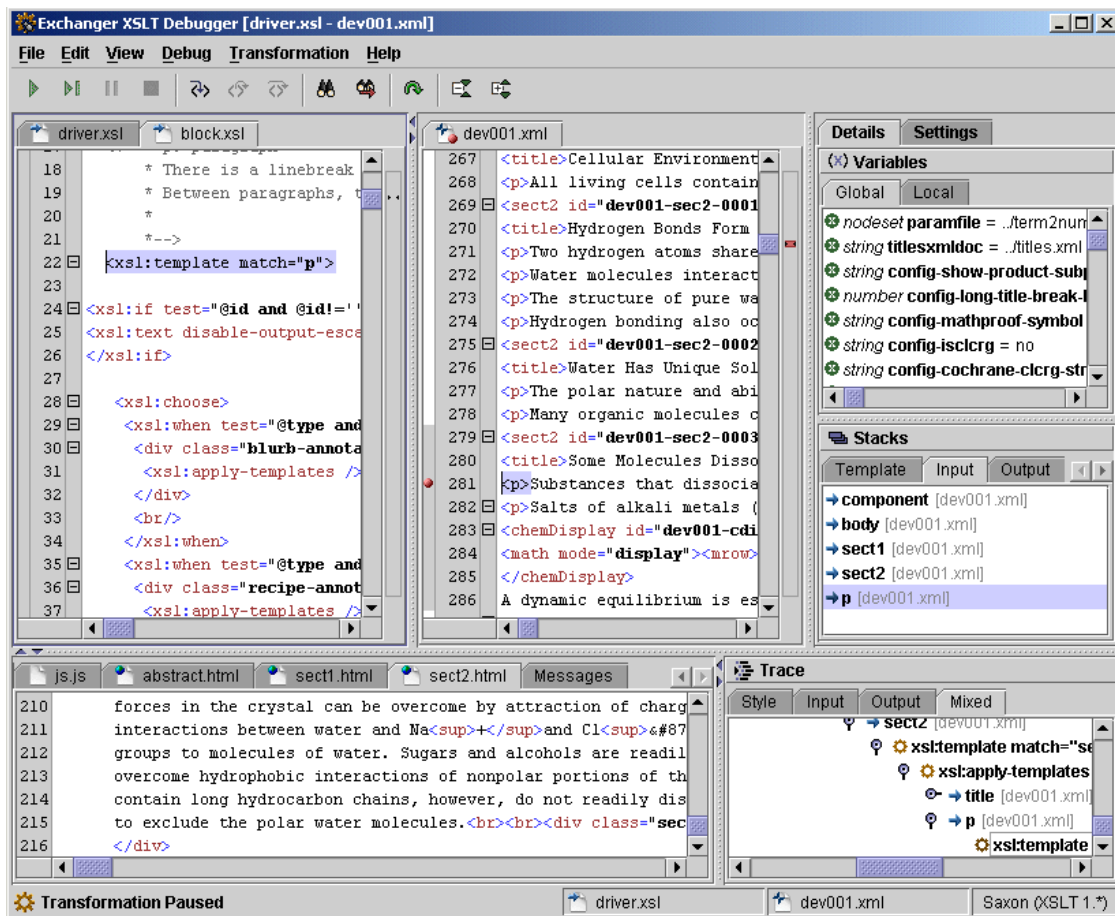 Exchanger XSLT Debugger [driver.xsl - dev001.xml]
File Edit View Debug Transformation Help
driver.xsl block.xsl
18 * There is a linebreak
19 * Between paragraphs, t
20 *
21 *-->
22 <xsl:template match="p">
23
24 <xsl:if test="@id and @id!=''
25 <xsl:text disable-output-esca
26 </xsl:if>
27
28 <xsl:choose>
29 <xsl:when test="@type and
30 <div class="blurb-annota
31 <xsl:apply-templates />
32 </div>
33 <br/>
34 </xsl:when>
35 <xsl:when test="@type and
36 <div class="recipe-annot
37 <xsl:apply-templates />
dev001.xml
267 <title>Cellular Environment
268 <p>All living cells contain
269 <sect2 id="dev001-sec2-0001
270 <title>Hydrogen Bonds Form
271 <p>Two hydrogen atoms share
272 <p>Water molecules interact
273 <p>The structure of pure wa
274 <p>Hydrogen bonding also oc
275 <sect2 id="dev001-sec2-0002
276 <title>Water Has Unique Sol
277 <p>The polar nature and abi
278 <p>Many organic molecules c
279 <sect2 id="dev001-sec2-0003
280 <title>Some Molecules Disso
281 <p>Substances that dissocia
282 <p>Salts of alkali metals (
283 <chemDisplay id="dev001-cdi
284 <math mode="display"><mrow>
285 </chemDisplay>
286 A dynamic equilibrium is es
Details Settings
(x) Variables
Global Local
nodeset paramfile = ../term2num
string titlesxmldoc = ../titles.xml
string config-show-product-subp
number config-long-title-break-l
string config-mathproof-symbol
string config-isclcrg = no
string config-cochrane-clcrg-str
Stacks
Template Input Output
component [dev001.xml]
body [dev001.xml]
sect1 [dev001.xml]
sect2 [dev001.xml]
p [dev001.xml]
js.js abstract.html sect1.html sect2.html Messages
210 forces in the crystal can be overcome by attraction of charg
211 interactions between water and Na<sup>+</sup>and Cl<sup>&#87
212 groups to molecules of water. Sugars and alcohols are readil
213 overcome hydrophobic interactions of nonpolar portions of th
214 contain long hydrocarbon chains, however, do not readily dis
215 to exclude the polar water molecules.<br><br><div class="sec
216 </div>
Trace
Style Input Output Mixed
sect2 [dev001.xml]
xsl:template match="se
xsl:apply-templates
title [dev001.xml]
p [dev001.xml]
xsl:template
Transformation Paused driver.xsl dev001.xml Saxon (XSLT 1.*)